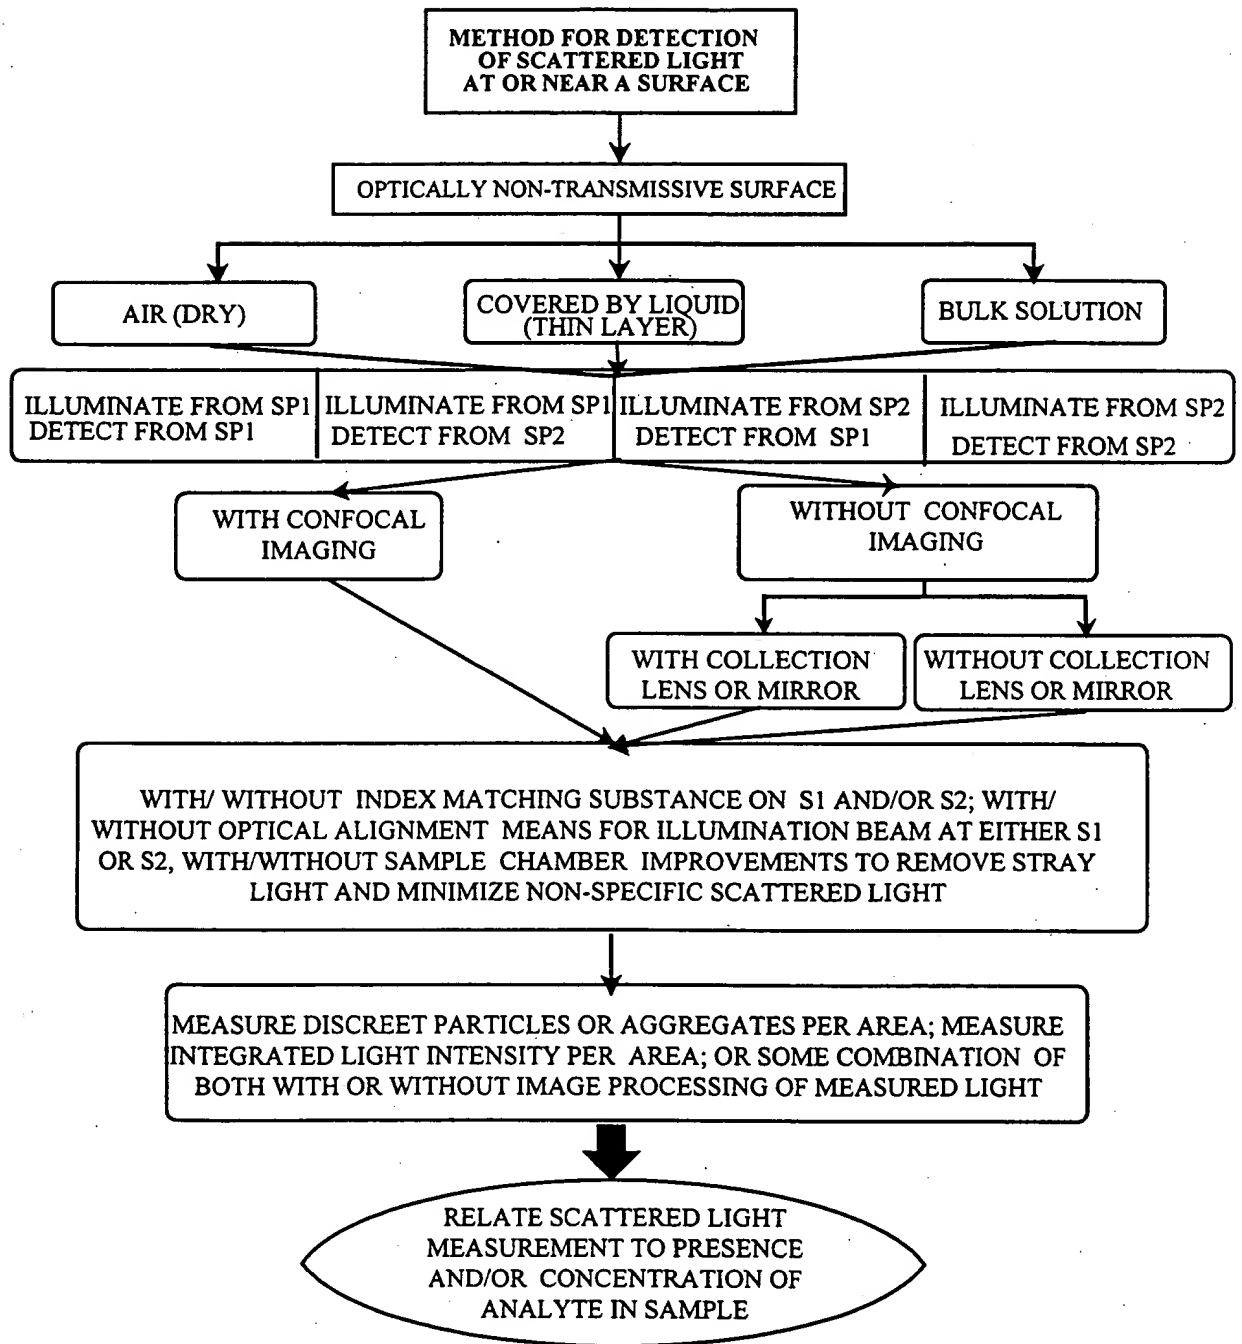 METHOD FOR DETECTION
OF SCATTERED LIGHT
AT OR NEAR A SURFACE
OPTICALLY NON-TRANSMISSIVE SURFACE
AIR (DRY)
COVERED BY LIQUID
(THIN LAYER)
BULK SOLUTION
ILLUMINATE FROM SP1
DETECT FROM SP1
ILLUMINATE FROM SP1
DETECT FROM SP2
ILLUMINATE FROM SP2
DETECT FROM SP1
ILLUMINATE FROM SP2
DETECT FROM SP2
WITH CONFOCAL
IMAGING
WITHOUT CONFOCAL
IMAGING
WITH COLLECTION
LENS OR MIRROR
WITHOUT COLLECTION
LENS OR MIRROR
WITH/ WITHOUT INDEX MATCHING SUBSTANCE ON S1 AND/OR S2; WITH/
WITHOUT OPTICAL ALIGNMENT MEANS FOR ILLUMINATION BEAM AT EITHER S1
OR S2, WITH/WITHOUT SAMPLE CHAMBER IMPROVEMENTS TO REMOVE STRAY
LIGHT AND MINIMIZE NON-SPECIFIC SCATTERED LIGHT
MEASURE DISCREET PARTICLES OR AGGREGATES PER AREA; MEASURE
INTEGRATED LIGHT INTENSITY PER AREA; OR SOME COMBINATION OF
BOTH WITH OR WITHOUT IMAGE PROCESSING OF MEASURED LIGHT
RELATE SCATTERED LIGHT
MEASUREMENT TO PRESENCE
AND/OR CONCENTRATION OF
ANALYTE IN SAMPLE